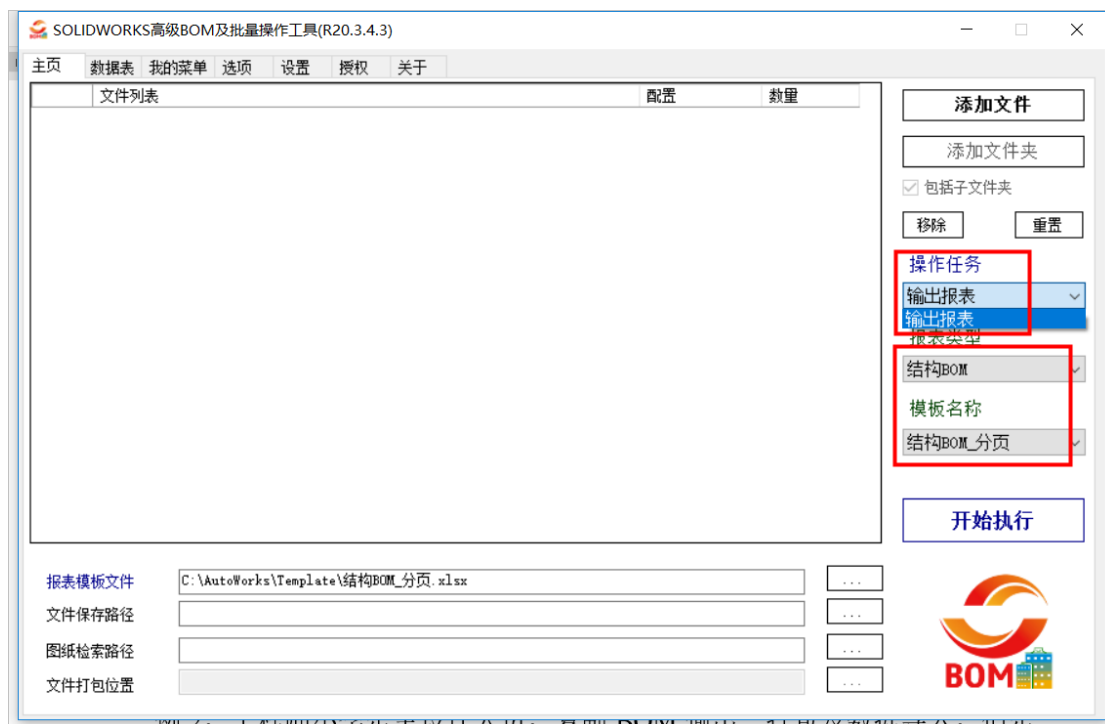 SOLIDWORKS高级BOM及批量操作工具(R20.3.4.3)
主页 数据表 我的菜单 选项 设置 授权 关于
文件列表 配置 数量
添加文件
添加文件夹
包括子文件夹
移除 重置
操作任务
输出报表
输出报表
报表类型
结构BOM
模板名称
结构BOM_分页
开始执行
报表模板文件 C:\AutoWorks\Template\结构BOM_分页.xlsx ...
文件保存路径 ...
图纸检索路径 ...
文件打包位置 ...
BOM